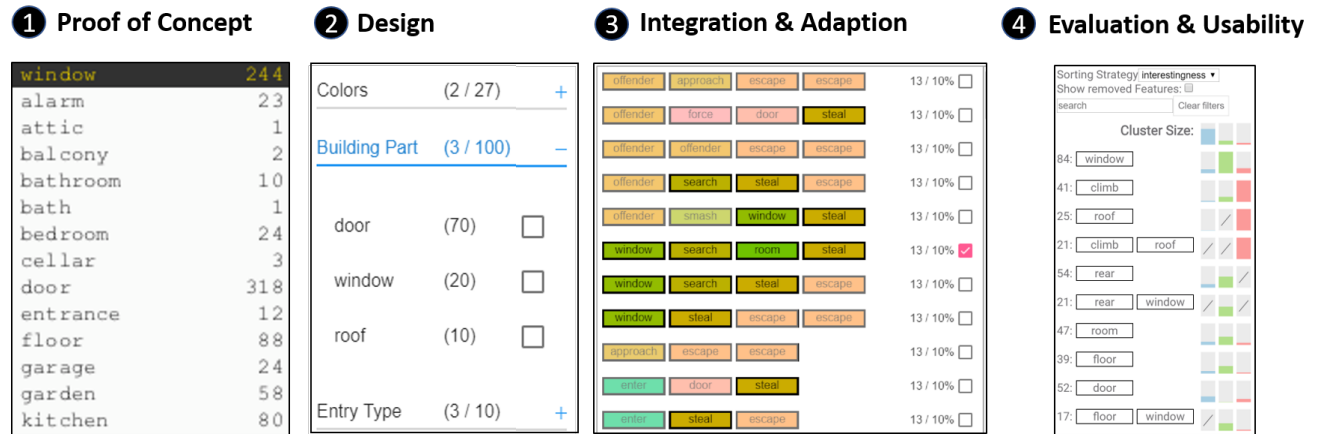 1 Proof of Concept
window 244
alarm 23
attic 1
balcony 2
bathroom 10
bath 1
bedroom 24
cellar 3
door 318
entrance 12
floor 88
garage 24
garden 58
kitchen 80
2 Design
Colors (2 / 27) +
Building Part (3 / 100) –
door (70)
window (20)
roof (10)
Entry Type (3 / 10) +
3 Integration & Adaption
offender approach escape escape 13 / 10%
offender force door steal 13 / 10%
offender offender escape escape 13 / 10%
offender search steal escape 13 / 10%
offender smash window steal 13 / 10%
window search room steal 13 / 10%
window search steal escape 13 / 10%
window steal escape escape 13 / 10%
approach escape escape 13 / 10%
enter door steal 13 / 10%
enter steal escape 13 / 10%
4 Evaluation & Usability
Sorting Strategy interestingness
Show removed Features:
search Clear filters
Cluster Size:
84: window
41: climb
25: roof
21: climb roof
54: rear
21: rear window
47: room
39: floor
52: door
17: floor window